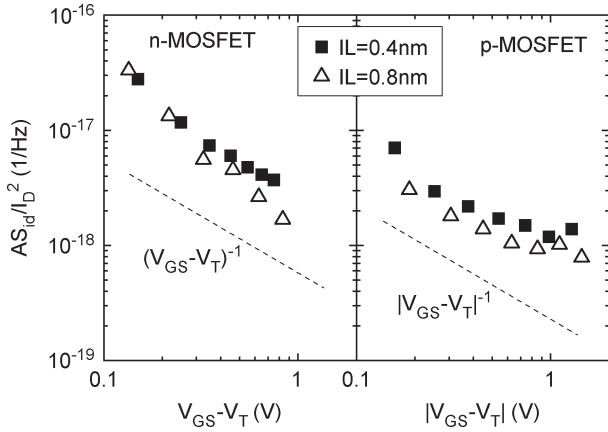 10⁻¹⁶
10⁻¹⁷
10⁻¹⁸
10⁻¹⁹
AS_id/I_D² (1/Hz)
n-MOSFET
IL=0.4nm
IL=0.8nm
p-MOSFET
(V_GS-V_T)⁻¹
|V_GS-V_T|⁻¹
0.1
1
0.1
1
V_GS-V_T (V)
|V_GS-V_T| (V)